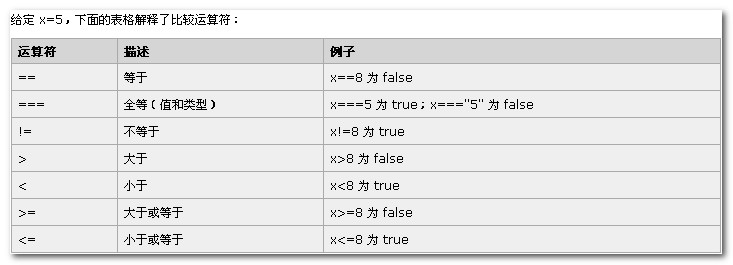 给定 x=5，下面的表格解释了比较运算符：
运算符 描述 例子
== 等于 x==8 为 false
=== 全等（值和类型） x===5 为 true；x==="5" 为 false
!= 不等于 x!=8 为 true
> 大于 x>8 为 false
< 小于 x<8 为 true
>= 大于或等于 x>=8 为 false
<= 小于或等于 x<=8 为 true